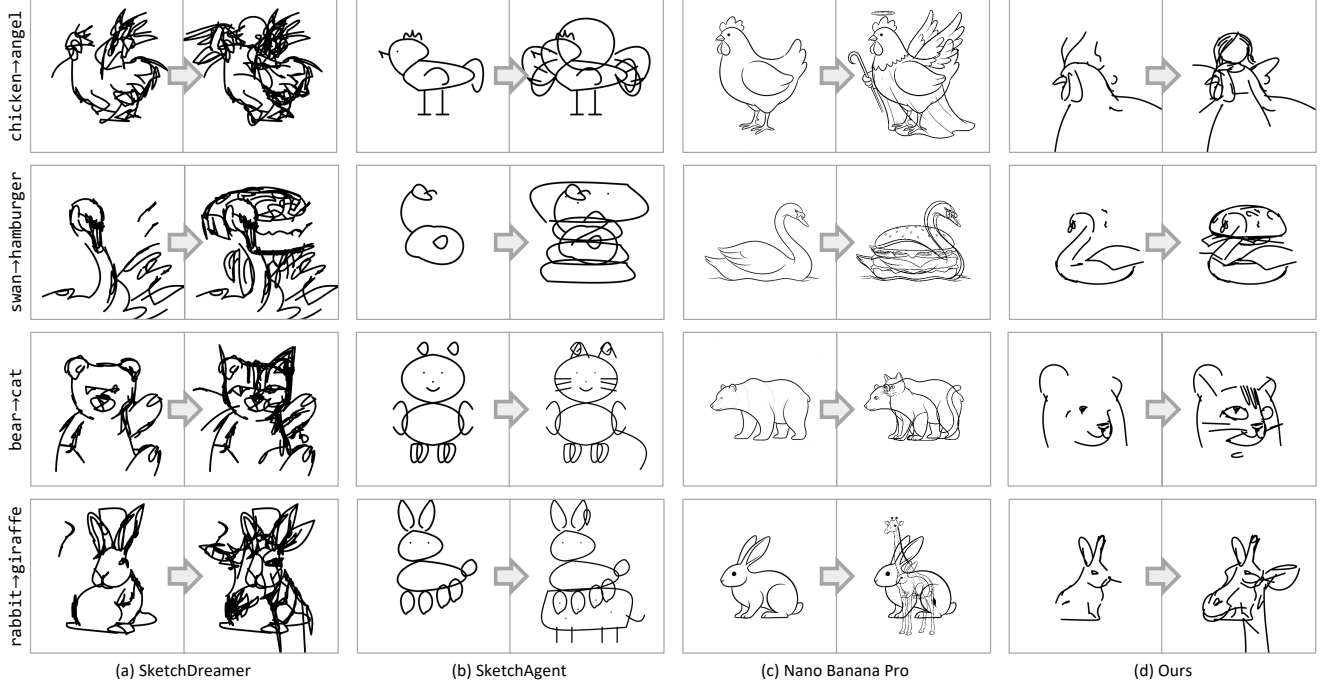 chicken→angel
swan→hamburger
bear→cat
rabbit→giraffe
(a) SketchDreamer
(b) SketchAgent
(c) Nano Banana Pro
(d) Ours